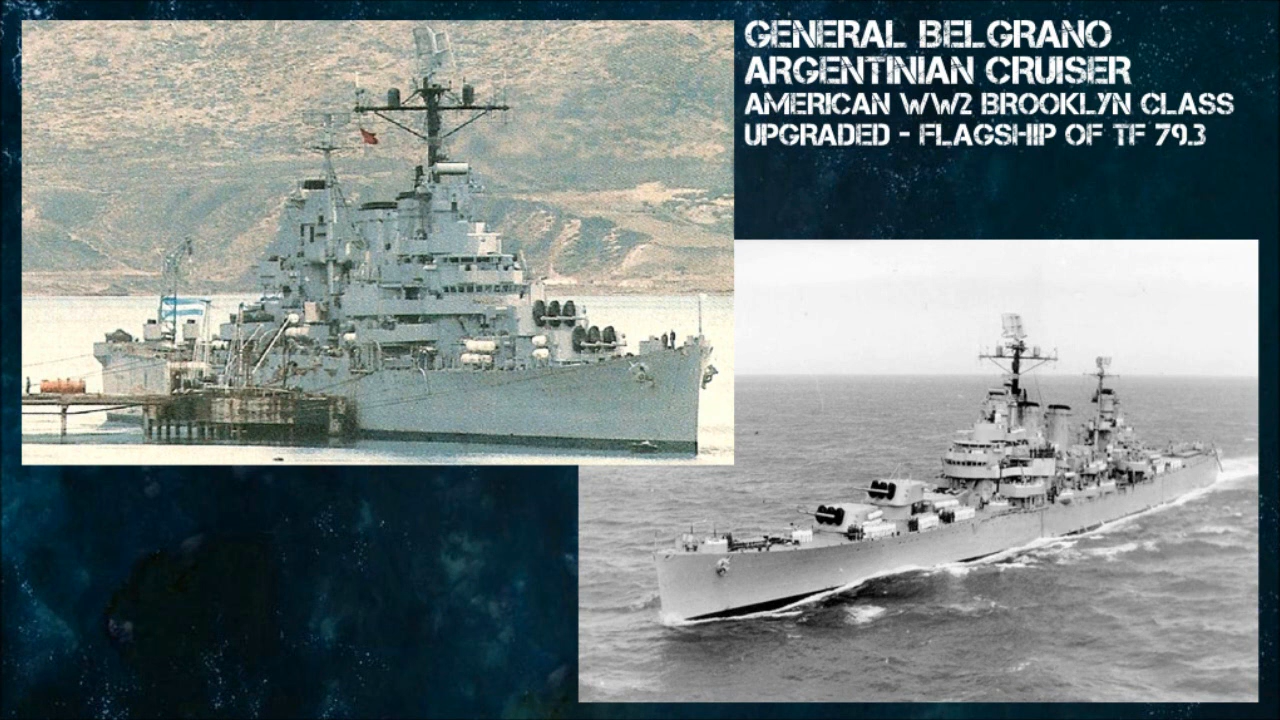 GENERAL BELGRANO
ARGENTINIAN CRUISER
AMERICAN WW2 BROOKLYN CLASS
UPGRADED - FLAGSHIP OF TF 79.3